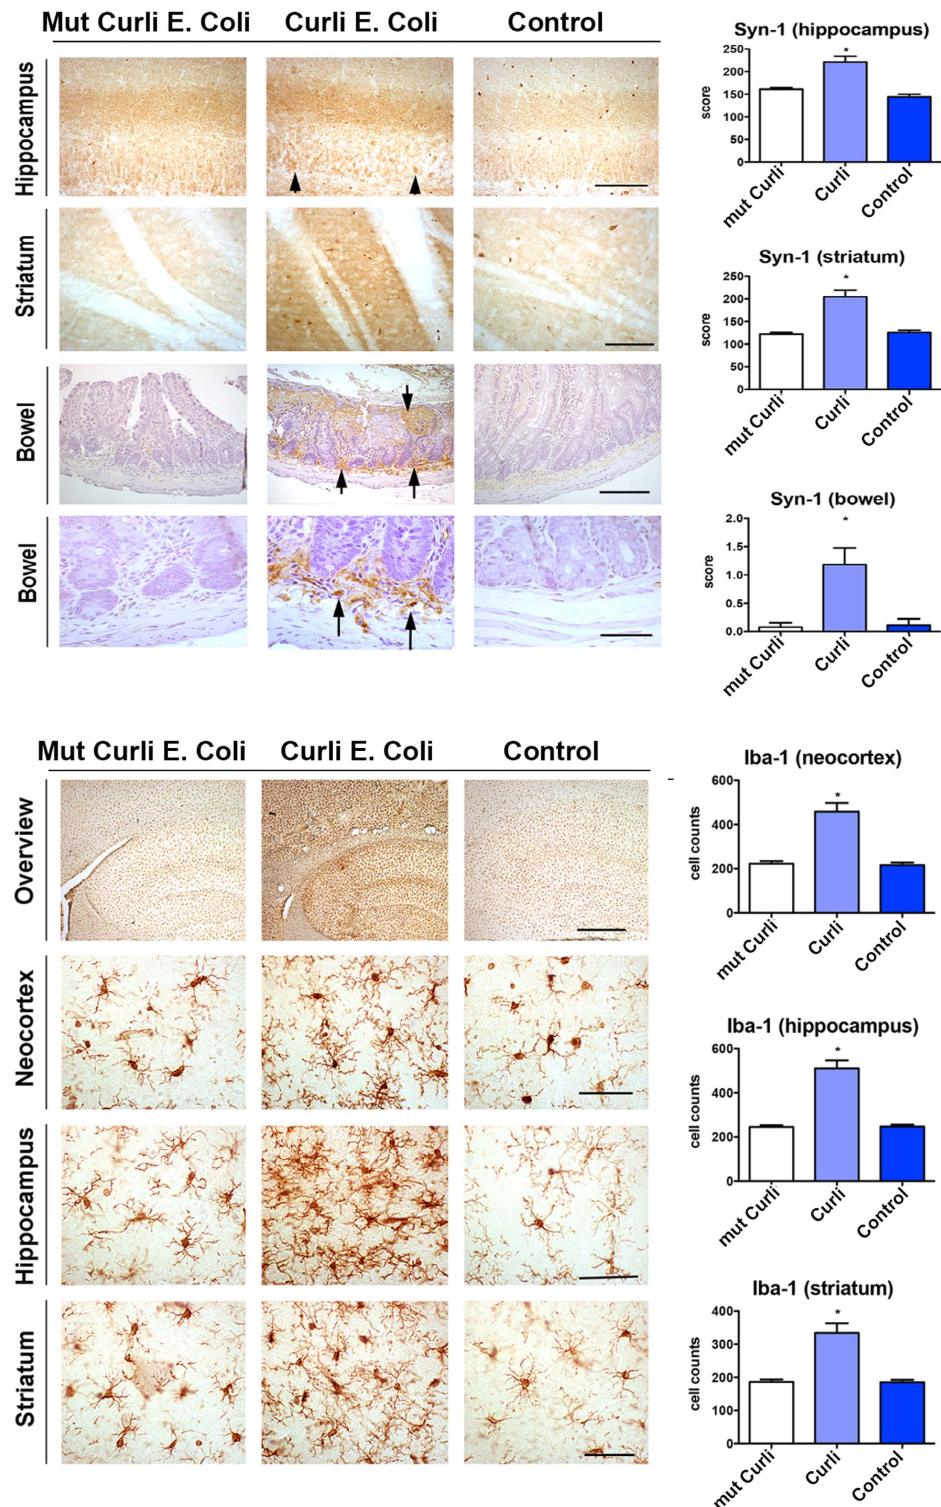 Mut Curli E. Coli Curli E. Coli Control
Hippocampus
Striatum
Bowel
Bowel
Syn-1 (hippocampus)
*
score
250
200
150
100
50
0
mut Curli Curli Control
Syn-1 (striatum)
*
score
250
200
150
100
50
0
mut Curli Curli Control
Syn-1 (bowel)
*
score
2.0
1.5
1.0
0.5
0.0
mut Curli Curli Control
Mut Curli E. Coli Curli E. Coli Control
Overview
Neocortex
Hippocampus
Striatum
Iba-1 (neocortex)
*
cell counts
600
400
200
0
mut Curli Curli Control
Iba-1 (hippocampus)
*
cell counts
600
400
200
0
mut Curli Curli Control
Iba-1 (striatum)
*
cell counts
400
300
200
100
0
mut Curli Curli Control